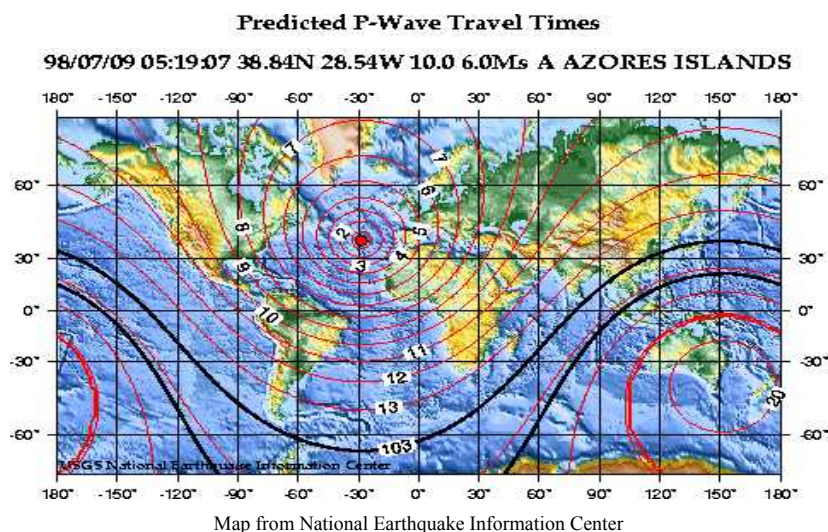 Predicted P-Wave Travel Times
98/07/09 05:19:07 38.84N 28.54W 10.0 6.0Ms A AZORES ISLANDS
180° -150° -120° -90° -60° -30° 0° 30° 60° 90° 120° 150° 180°
7 7
60° 6 60°
8 2 5
30° 9 3 4 30°
0° 10 0°
-30° 11 -30°
12
13 20
-60° 103 -60°
USGS National Earthquake Information Center
180° -150° -120° -90° -60° -30° 0° 30° 60° 90° 120° 150° 180°
Map from National Earthquake Information Center